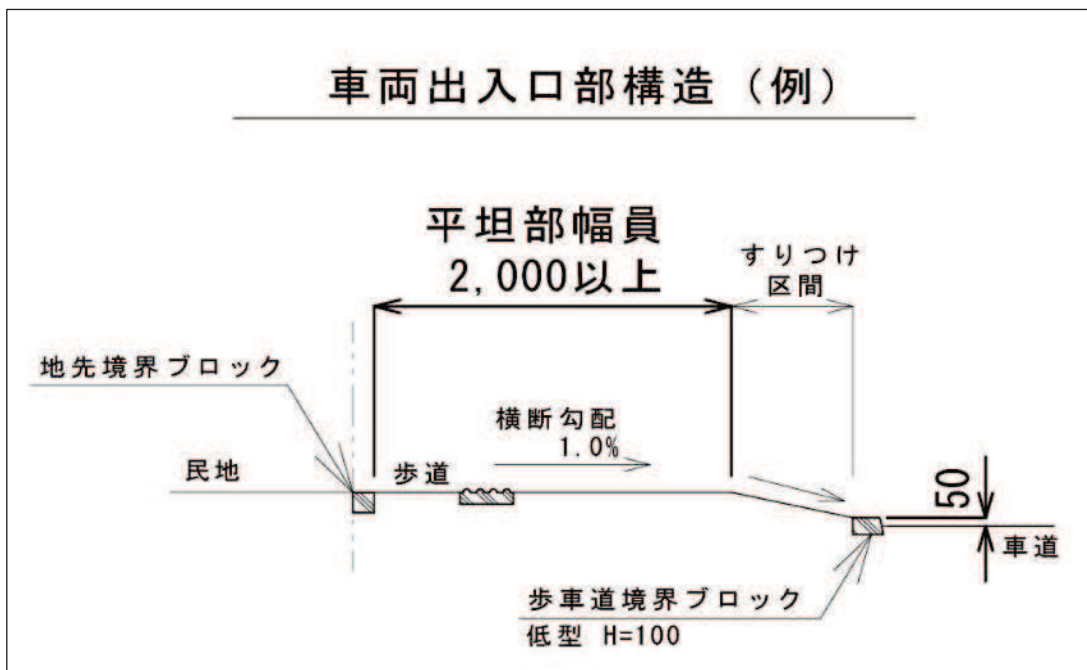 車両出入口部構造（例）
平坦部幅員
2,000以上
すりつけ
区間
地先境界ブロック
横断勾配
1.0%
民地
歩道
50
車道
歩車道境界ブロック
低型 H=100